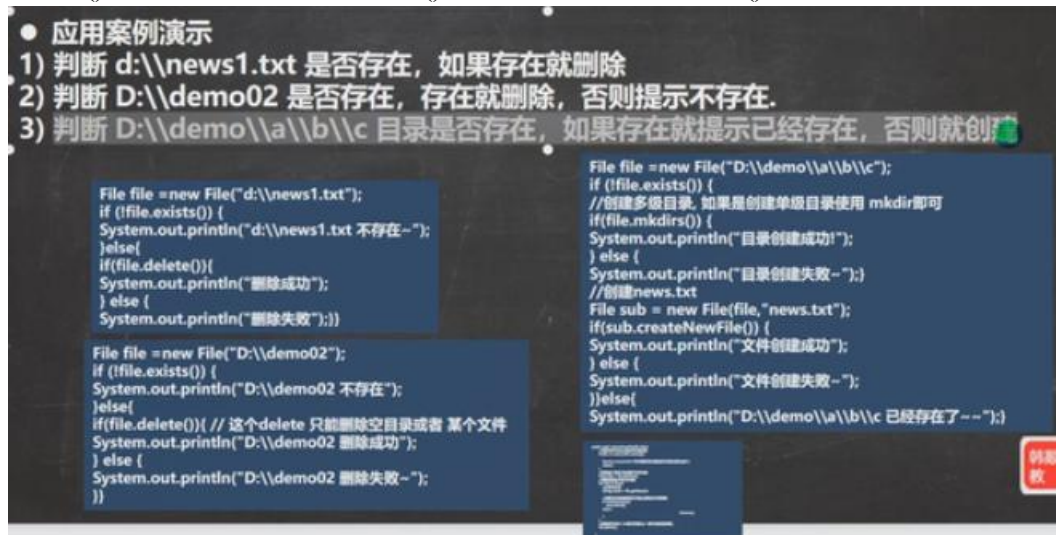 ● 应用案例演示
1) 判断 d:\\news1.txt 是否存在，如果存在就删除
2) 判断 D:\\demo02 是否存在，存在就删除，否则提示不存在.
3) 判断 D:\\demo\\a\\b\\c 目录是否存在，如果存在就提示已经存在，否则就创建
File file =new File("d:\\news1.txt");
if (!file.exists()) {
System.out.println("d:\\news1.txt 不存在~");
}else{
if(file.delete()){
System.out.println("删除成功");
} else {
System.out.println("删除失败");}}
File file =new File("D:\\demo02");
if (!file.exists()) {
System.out.println("D:\\demo02 不存在");
}else{
if(file.delete()){ // 这个delete 只能删除空目录或者 某个文件
System.out.println("D:\\demo02 删除成功");
} else {
System.out.println("D:\\demo02 删除失败~");
}}
File file =new File("D:\\demo\\a\\b\\c");
if (!file.exists()) {
//创建多级目录, 如果是创建单级目录使用 mkdir即可
if(file.mkdirs()) {
System.out.println("目录创建成功!");
} else {
System.out.println("目录创建失败~");}
//创建news.txt
File sub = new File(file,"news.txt");
if(sub.createNewFile()) {
System.out.println("文件创建成功");
} else {
System.out.println("文件创建失败~");
}}else{
System.out.println("D:\\demo\\a\\b\\c 已经存在了~~");}
教